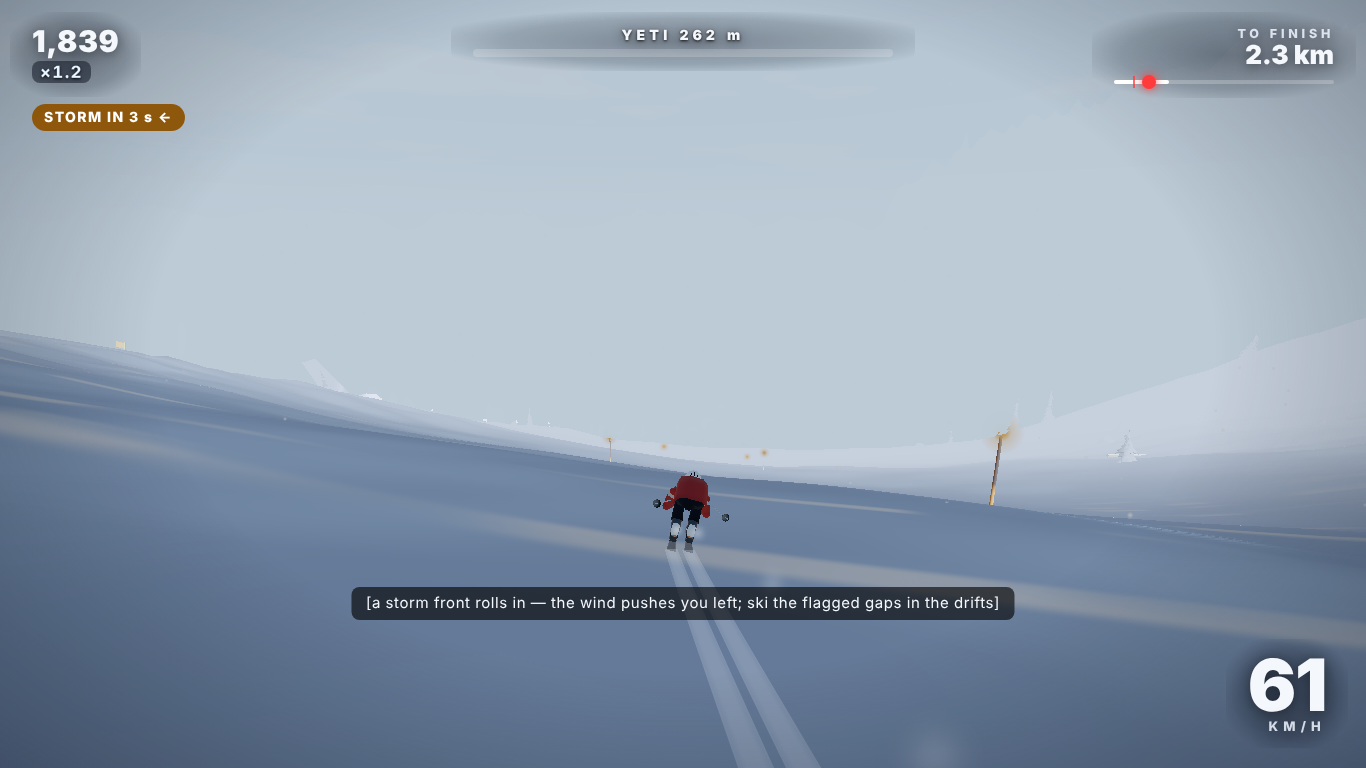 1,839
×1.2
STORM IN 3 s ←
YETI 262 m
TO FINISH
2.3 km
[a storm front rolls in — the wind pushes you left; ski the flagged gaps in the drifts]
61
KM/H